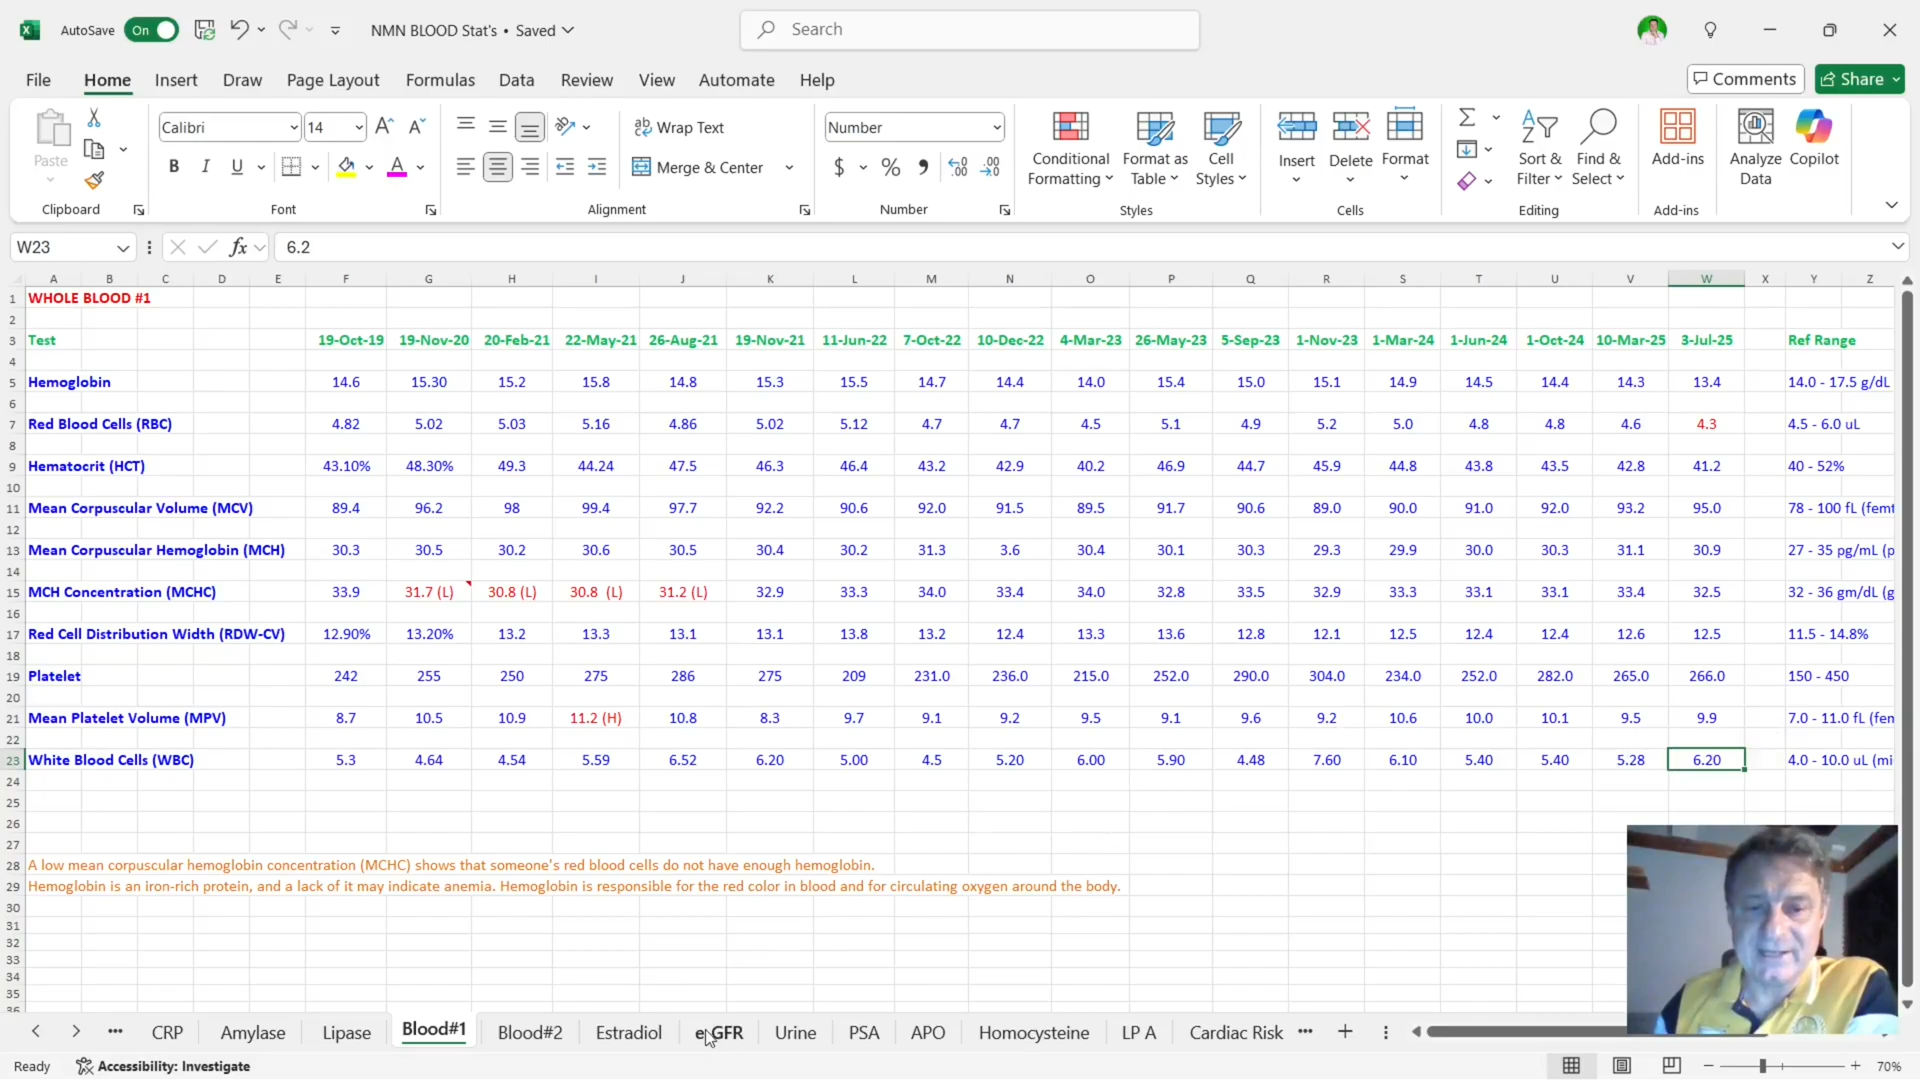 AutoSave On NMN BLOOD Stat's • Saved Search
File Home Insert Draw Page Layout Formulas Data Review View Automate Help Comments Share
Paste Calibri 14 Wrap Text Number Conditional Formatting Format as Table Cell Styles Insert Delete Format Sort & Filter Find & Select Add-ins Analyze Data Copilot
B I U A Merge & Center $ %
Clipboard Font Alignment Number Styles Cells Editing Add-ins
W23 fx 6.2
A B C D E F G H I J K L M N O P Q R S T U V W X Y Z
1 WHOLE BLOOD #1
2
3 Test 19-Oct-19 19-Nov-20 20-Feb-21 22-May-21 26-Aug-21 19-Nov-21 11-Jun-22 7-Oct-22 10-Dec-22 4-Mar-23 26-May-23 5-Sep-23 1-Nov-23 1-Mar-24 1-Jun-24 1-Oct-24 10-Mar-25 3-Jul-25 Ref Range
4
5 Hemoglobin 14.6 15.30 15.2 15.8 14.8 15.3 15.5 14.7 14.4 14.0 15.4 15.0 15.1 14.9 14.5 14.4 14.3 13.4 14.0 - 17.5 g/dL
6
7 Red Blood Cells (RBC) 4.82 5.02 5.03 5.16 4.86 5.02 5.12 4.7 4.7 4.5 5.1 4.9 5.2 5.0 4.8 4.8 4.6 4.3 4.5 - 6.0 uL
8
9 Hematocrit (HCT) 43.10% 48.30% 49.3 44.24 47.5 46.3 46.4 43.2 42.9 40.2 46.9 44.7 45.9 44.8 43.8 43.5 42.8 41.2 40 - 52%
10
11 Mean Corpuscular Volume (MCV) 89.4 96.2 98 99.4 97.7 92.2 90.6 92.0 91.5 89.5 91.7 90.6 89.0 90.0 91.0 92.0 93.2 95.0 78 - 100 fL (femt
12
13 Mean Corpuscular Hemoglobin (MCH) 30.3 30.5 30.2 30.6 30.5 30.4 30.2 31.3 3.6 30.4 30.1 30.3 29.3 29.9 30.0 30.3 31.1 30.9 27 - 35 pg/mL (p
14
15 MCH Concentration (MCHC) 33.9 31.7 (L) 30.8 (L) 30.8 (L) 31.2 (L) 32.9 33.3 34.0 33.4 34.0 32.8 33.5 32.9 33.3 33.1 33.1 33.4 32.5 32 - 36 gm/dL (g
16
17 Red Cell Distribution Width (RDW-CV) 12.90% 13.20% 13.2 13.3 13.1 13.1 13.8 13.2 12.4 13.3 13.6 12.8 12.1 12.5 12.4 12.4 12.6 12.5 11.5 - 14.8%
18
19 Platelet 242 255 250 275 286 275 209 231.0 236.0 215.0 252.0 290.0 304.0 234.0 252.0 282.0 265.0 266.0 150 - 450
20
21 Mean Platelet Volume (MPV) 8.7 10.5 10.9 11.2 (H) 10.8 8.3 9.7 9.1 9.2 9.5 9.1 9.6 9.2 10.6 10.0 10.1 9.5 9.9 7.0 - 11.0 fL (fem
22
23 White Blood Cells (WBC) 5.3 4.64 4.54 5.59 6.52 6.20 5.00 4.5 5.20 6.00 5.90 4.48 7.60 6.10 5.40 5.40 5.28 6.20 4.0 - 10.0 uL (mi
24
25
26
27
28 A low mean corpuscular hemoglobin concentration (MCHC) shows that someone's red blood cells do not have enough hemoglobin.
29 Hemoglobin is an iron-rich protein, and a lack of it may indicate anemia. Hemoglobin is responsible for the red color in blood and for circulating oxygen around the body.
30
31
32
33
34
35
36
CRP Amylase Lipase Blood#1 Blood#2 Estradiol eGFR Urine PSA APO Homocysteine LP A Cardiac Risk
Ready Accessibility: Investigate 70%